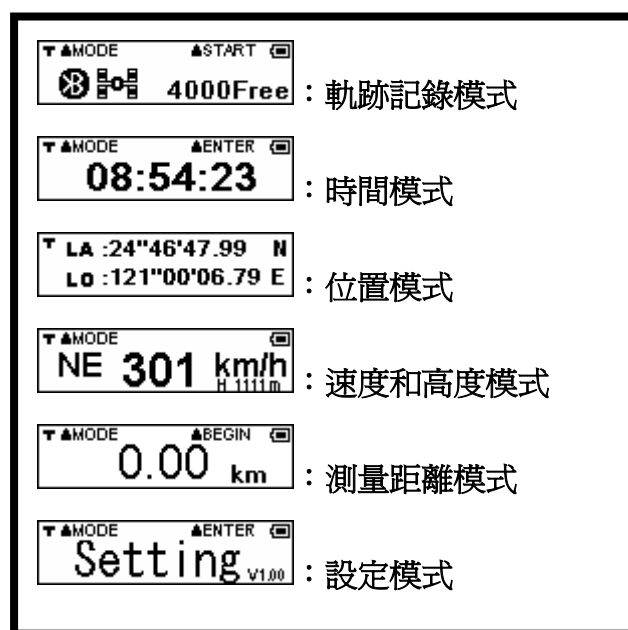 MODE START
4000Free：軌跡記錄模式
MODE ENTER
08:54:23：時間模式
LA :24"46'47.99 N
LO :121"00'06.79 E：位置模式
MODE
NE 301 km/h：速度和高度模式
H 1111m
MODE BEGIN
0.00 km：測量距離模式
MODE ENTER
Setting V1.00：設定模式